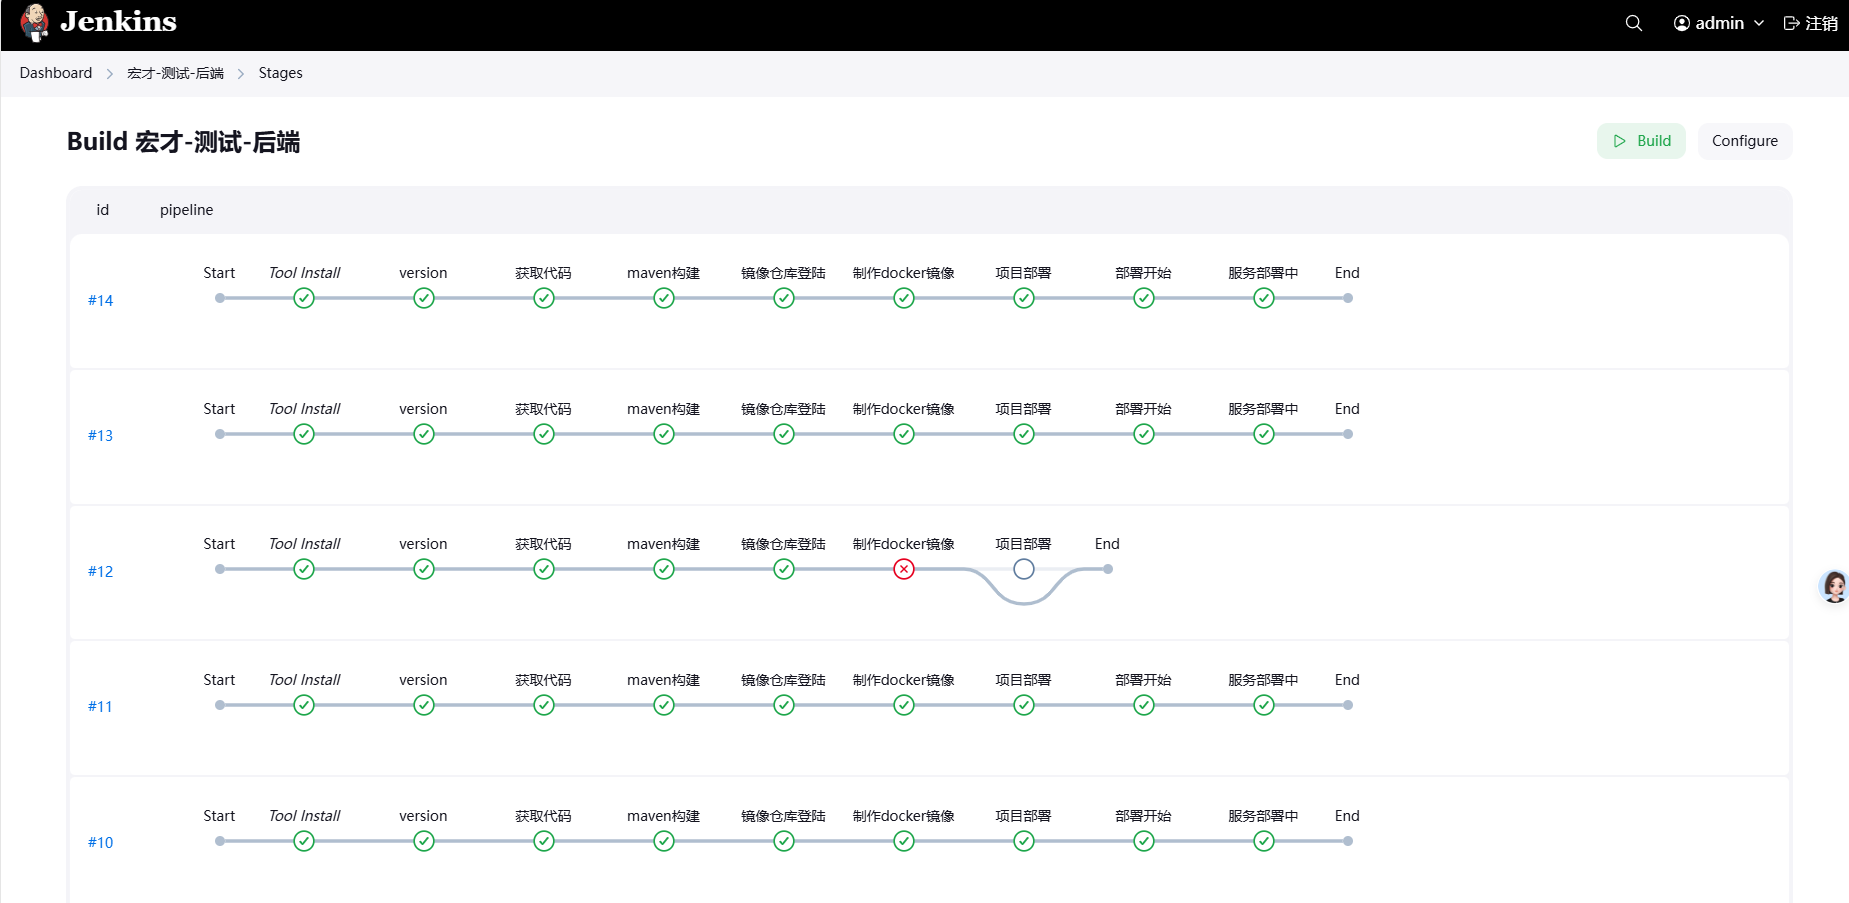 Jenkins
admin 注销
Dashboard 宏才-测试-后端 Stages
Build 宏才-测试-后端
Build Configure
id pipeline
Start Tool Install version 获取代码 maven构建 镜像仓库登陆 制作docker镜像 项目部署 部署开始 服务部署中 End
#14
Start Tool Install version 获取代码 maven构建 镜像仓库登陆 制作docker镜像 项目部署 部署开始 服务部署中 End
#13
Start Tool Install version 获取代码 maven构建 镜像仓库登陆 制作docker镜像 项目部署 End
#12
Start Tool Install version 获取代码 maven构建 镜像仓库登陆 制作docker镜像 项目部署 部署开始 服务部署中 End
#11
Start Tool Install version 获取代码 maven构建 镜像仓库登陆 制作docker镜像 项目部署 部署开始 服务部署中 End
#10